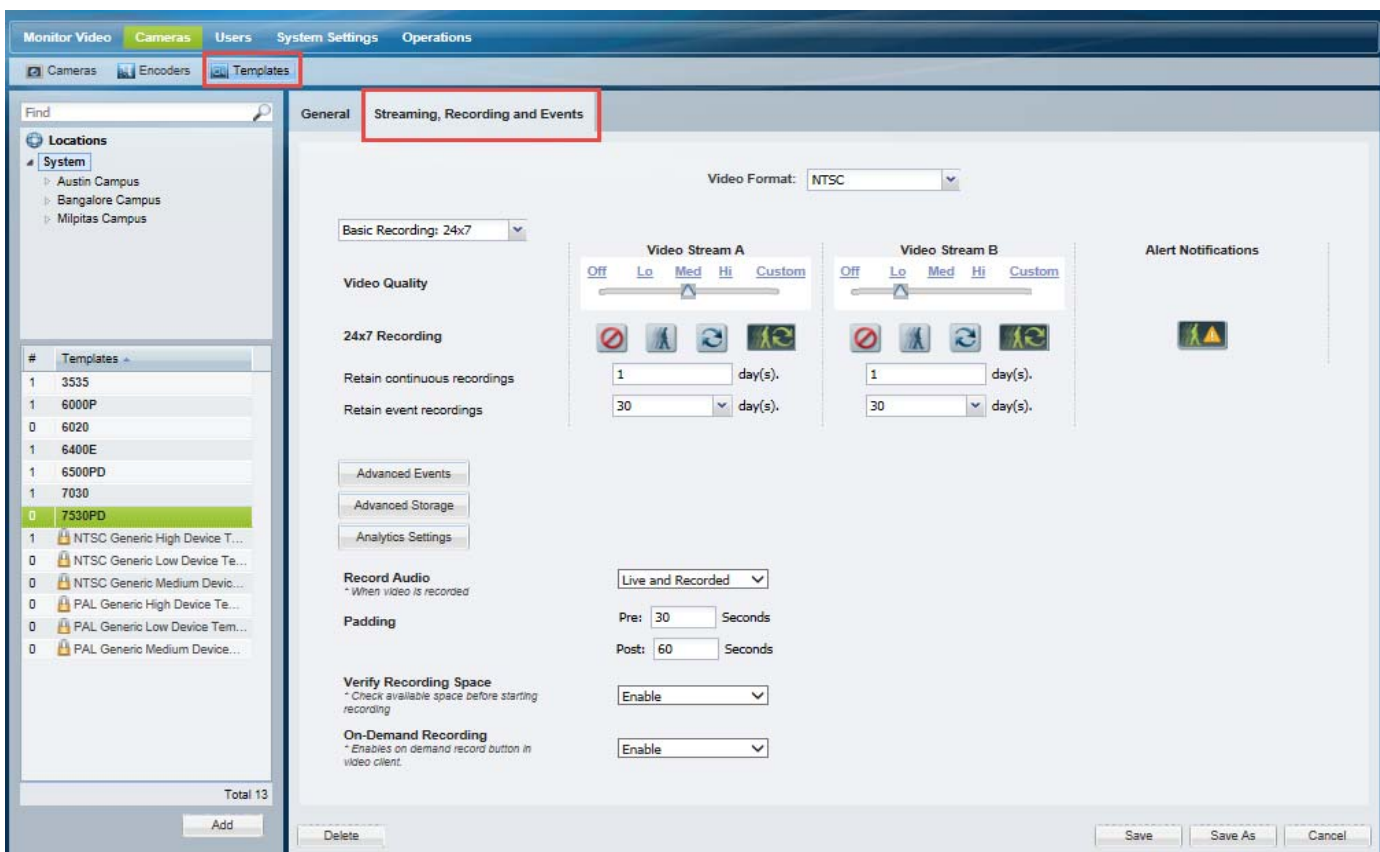 Monitor Video Cameras Users System Settings Operations
Cameras Encoders Templates
Find
Locations
System
Austin Campus
Bangalore Campus
Milpitas Campus
# Templates
1 3535
1 6000P
0 6020
1 6400E
1 6500PD
1 7030
0 7530PD
1 NTSC Generic High Device T...
0 NTSC Generic Low Device Te...
0 NTSC Generic Medium Devic...
0 PAL Generic High Device Te...
0 PAL Generic Low Device Tem...
0 PAL Generic Medium Device...
Total 13
Add
General Streaming, Recording and Events
Video Format: NTSC
Basic Recording: 24x7
Video Stream A Video Stream B Alert Notifications
Off Lo Med Hi Custom Off Lo Med Hi Custom
Video Quality
24x7 Recording
Retain continuous recordings 1 day(s). 1 day(s).
Retain event recordings 30 day(s). 30 day(s).
Advanced Events
Advanced Storage
Analytics Settings
Record Audio Live and Recorded
* When video is recorded
Padding Pre: 30 Seconds
Post: 60 Seconds
Verify Recording Space
* Check available space before starting
recording
Enable
On-Demand Recording
* Enables on demand record button in
video client.
Enable
Delete Save Save As Cancel